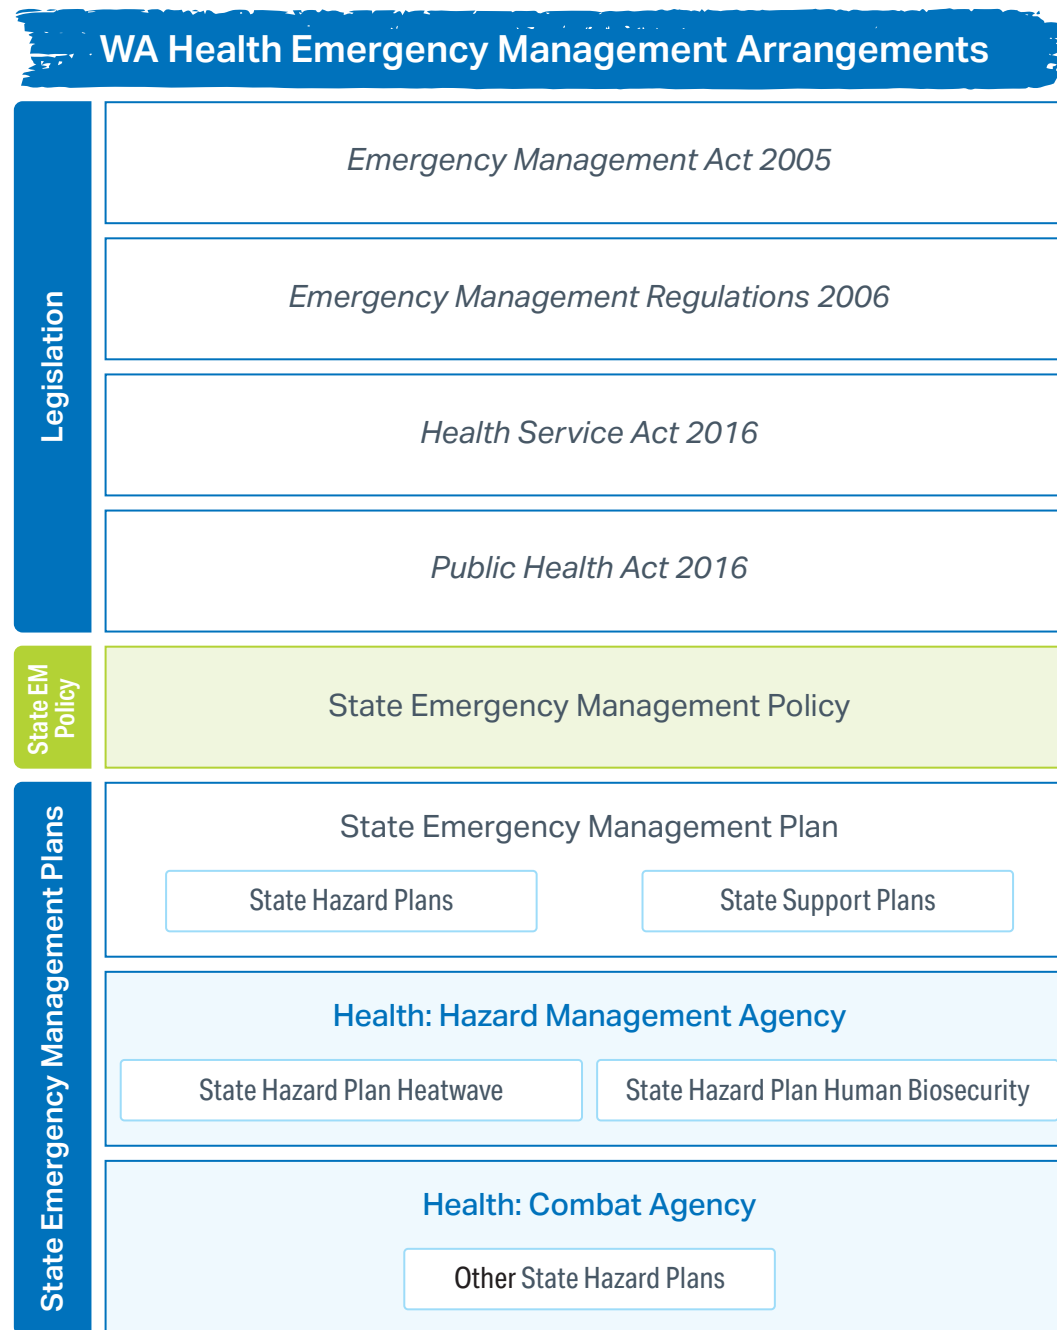 WA Health Emergency Management Arrangements
Legislation
Emergency Management Act 2005
Emergency Management Regulations 2006
Health Service Act 2016
Public Health Act 2016
State EM
Policy
State Emergency Management Policy
State Emergency Management Plans
State Emergency Management Plan
State Hazard Plans
State Support Plans
Health: Hazard Management Agency
State Hazard Plan Heatwave
State Hazard Plan Human Biosecurity
Health: Combat Agency
Other State Hazard Plans